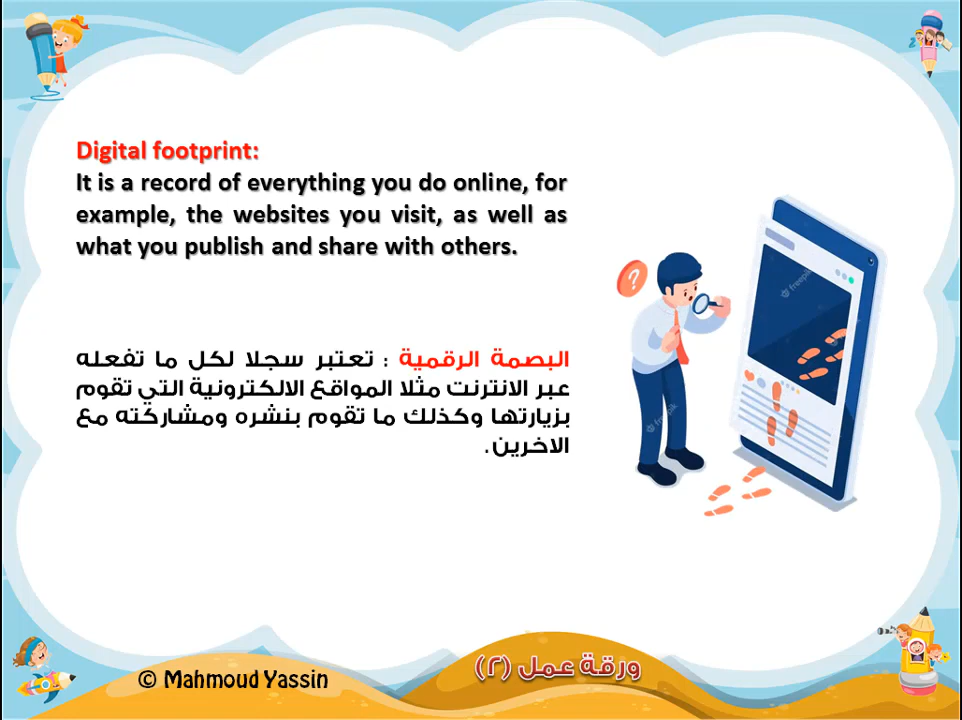 Digital footprint:
It is a record of everything you do online, for
example, the websites you visit, as well as
what you publish and share with others.
?
البصمة الرقمية : تعتبر سجلا لكل ما تفعله
عبر الانترنت مثلا المواقع الالكترونية التي تقوم
بزيارتها وكذلك ما تقوم بنشره ومشاركته مع
الاخرين.
freepik
freepik
ورقة عمل (٢)
© Mahmoud Yassin